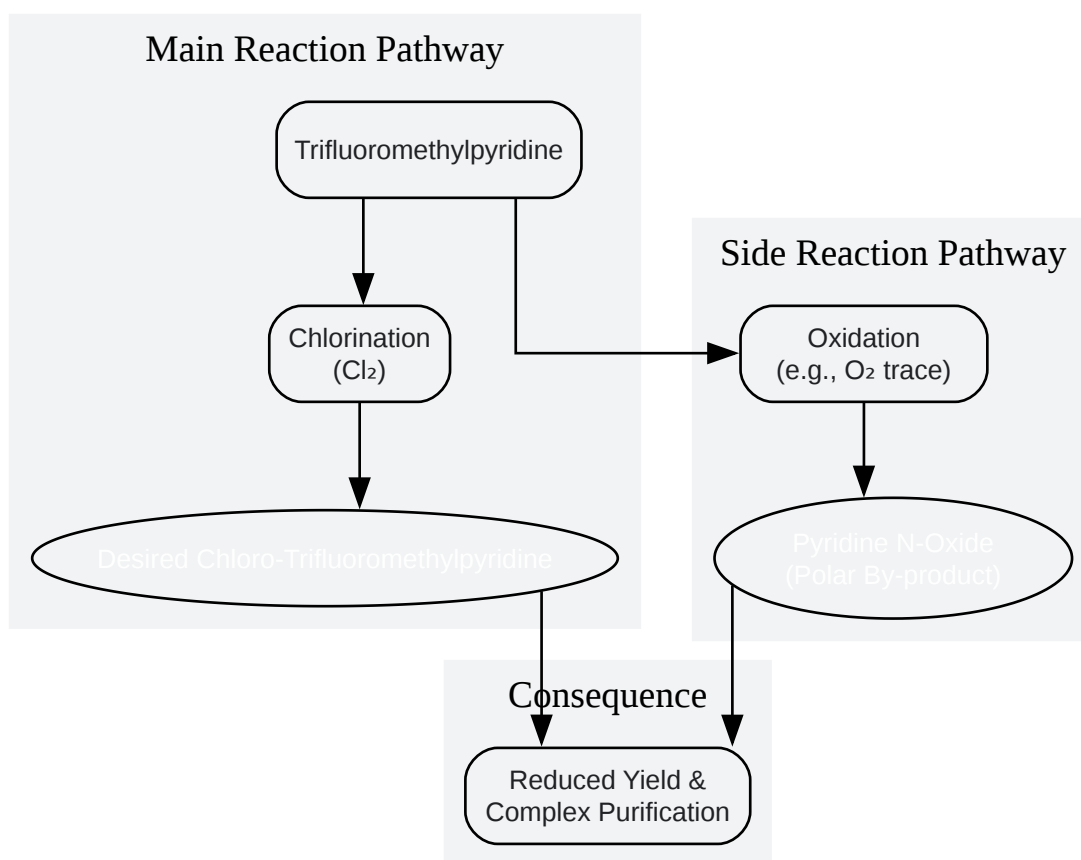 Main Reaction Pathway
Trifluoromethylpyridine
Side Reaction Pathway
Chlorination
(Cl₂)
Oxidation
(e.g., O₂ trace)
Desired Chloro-Trifluoromethylpyridine
Pyridine N-Oxide
(Polar By-product)
Consequence
Reduced Yield &
Complex Purification